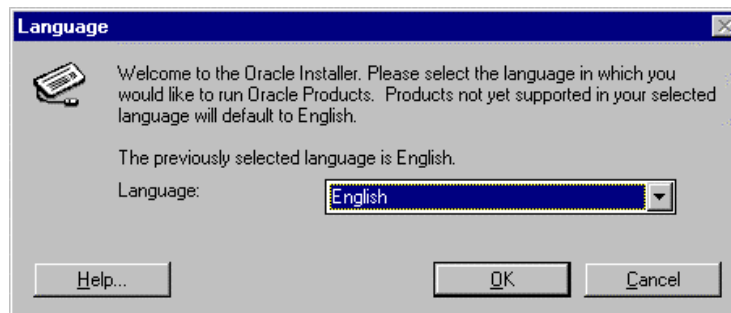 Language
Welcome to the Oracle Installer. Please select the language in which you
would like to run Oracle Products. Products not yet supported in your selected
language will default to English.
The previously selected language is English.
Language: English
Help... OK Cancel